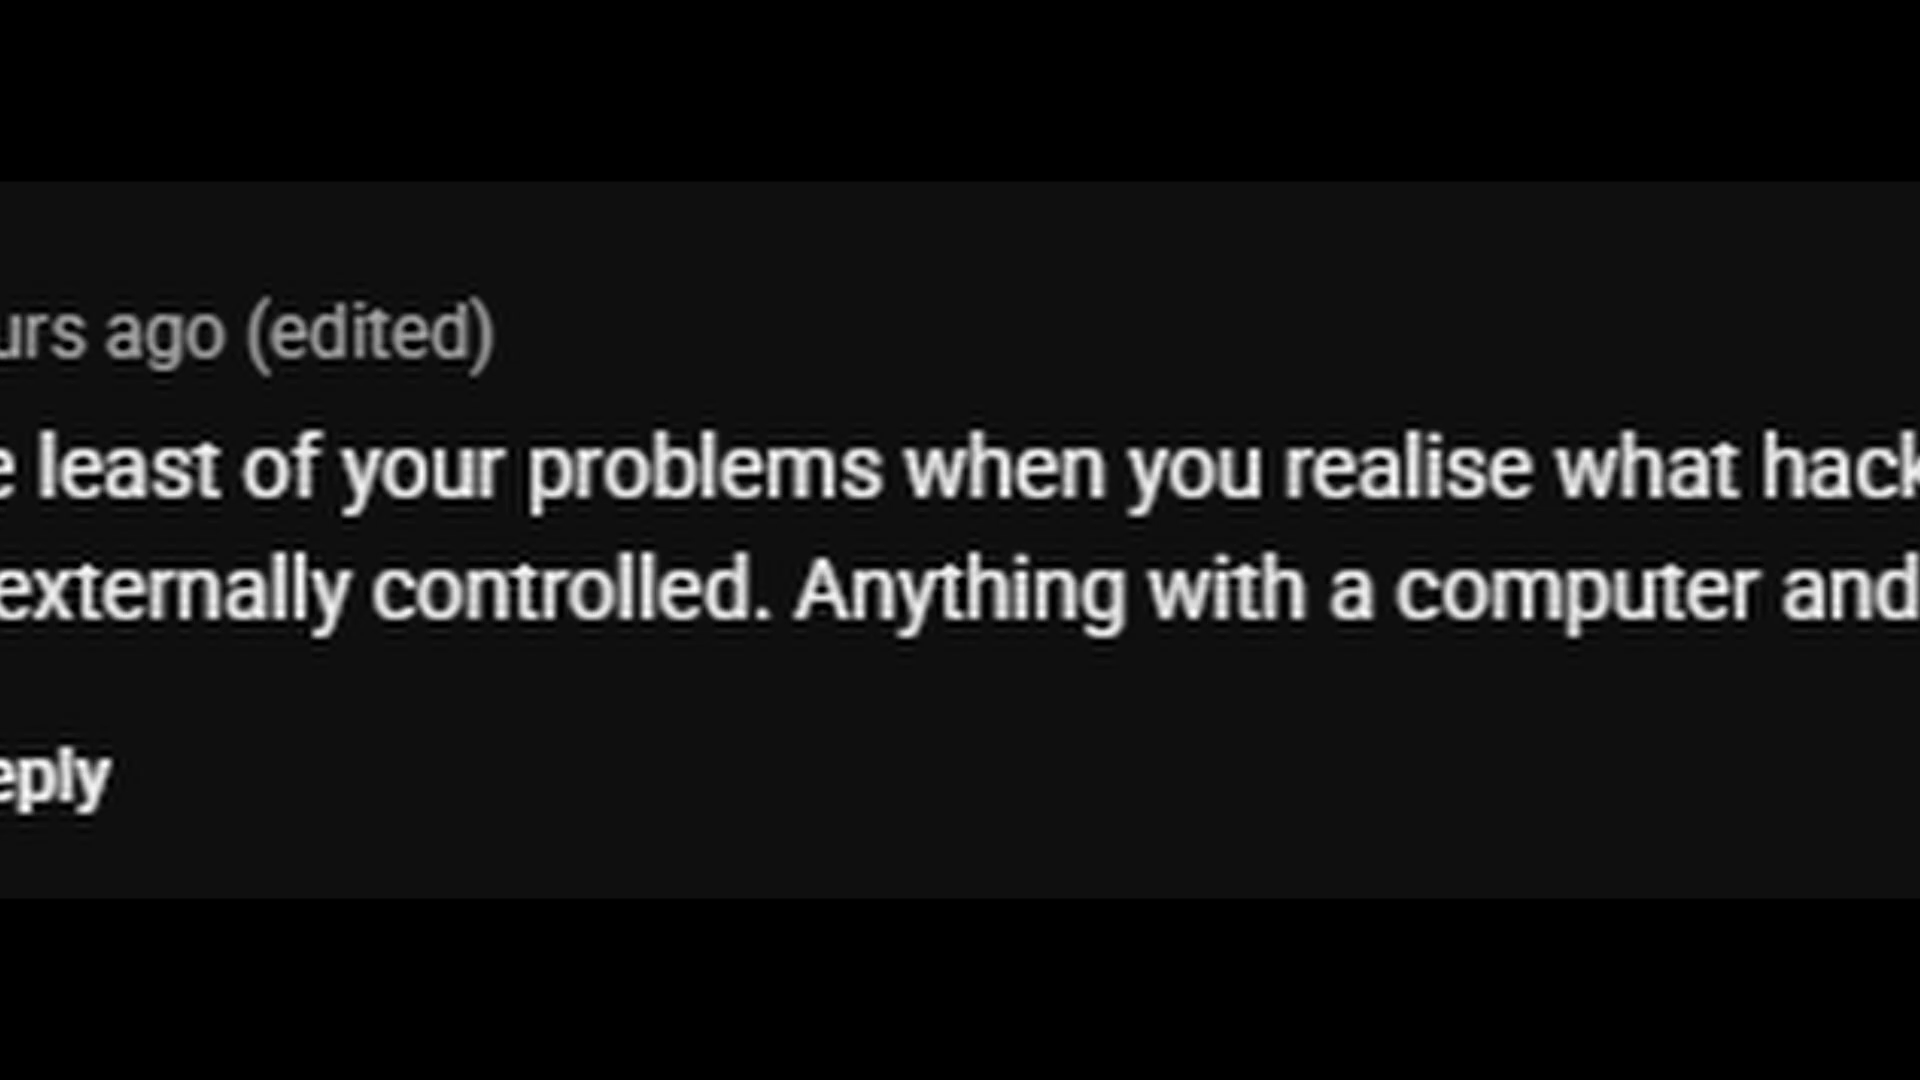 urs ago (edited)
e least of your problems when you realise what hack
externally controlled. Anything with a computer and
eply